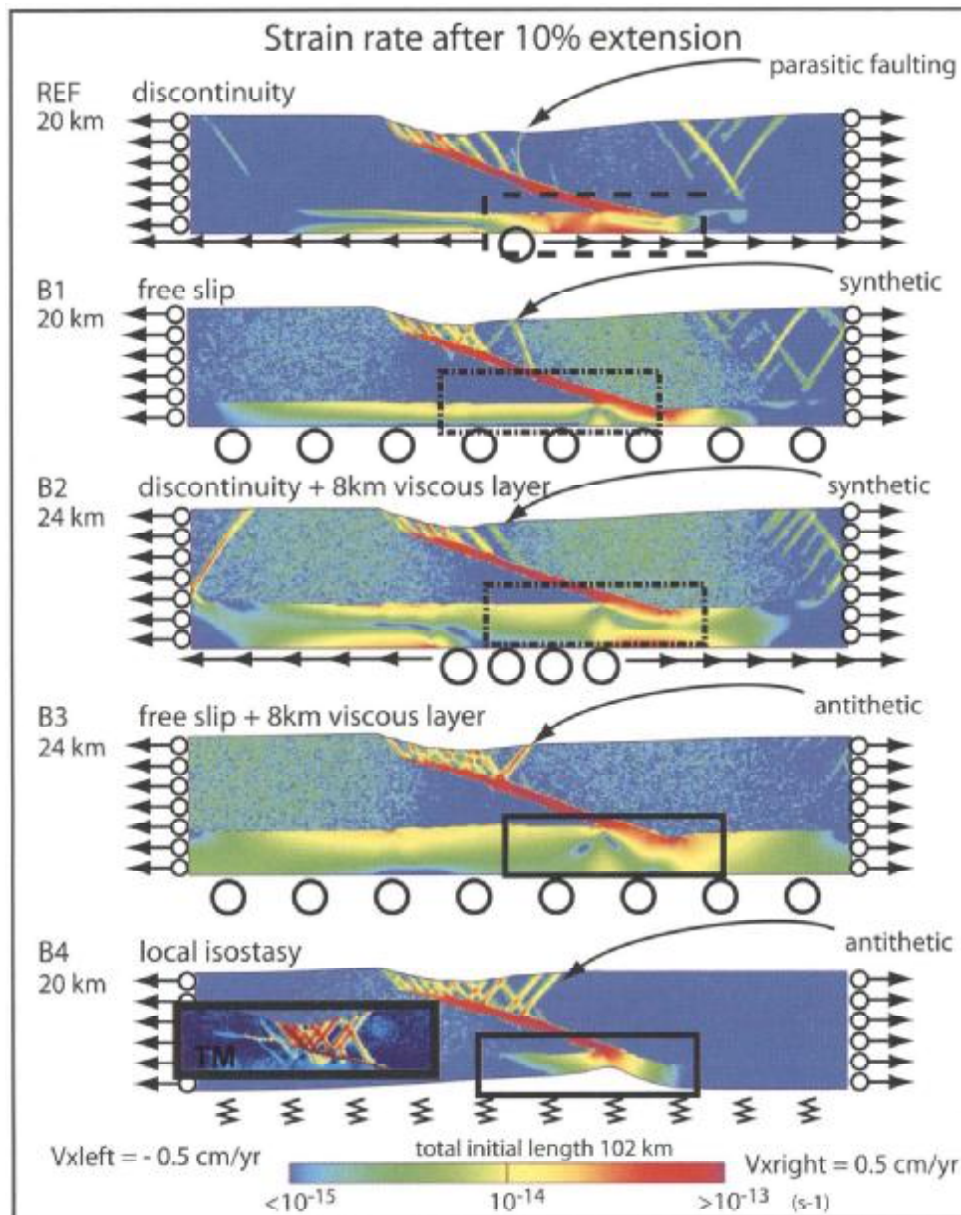 Strain rate after 10% extension
parasitic faulting
REF discontinuity
20 km
B1 free slip
20 km
synthetic
B2 discontinuity + 8km viscous layer
24 km
synthetic
B3 free slip + 8km viscous layer
24 km
antithetic
B4 local isostasy
20 km
antithetic
TM
Vxleft = - 0.5 cm/yr
total initial length 102 km
Vxright = 0.5 cm/yr
<10-15 10-14 >10-13 (s-1)